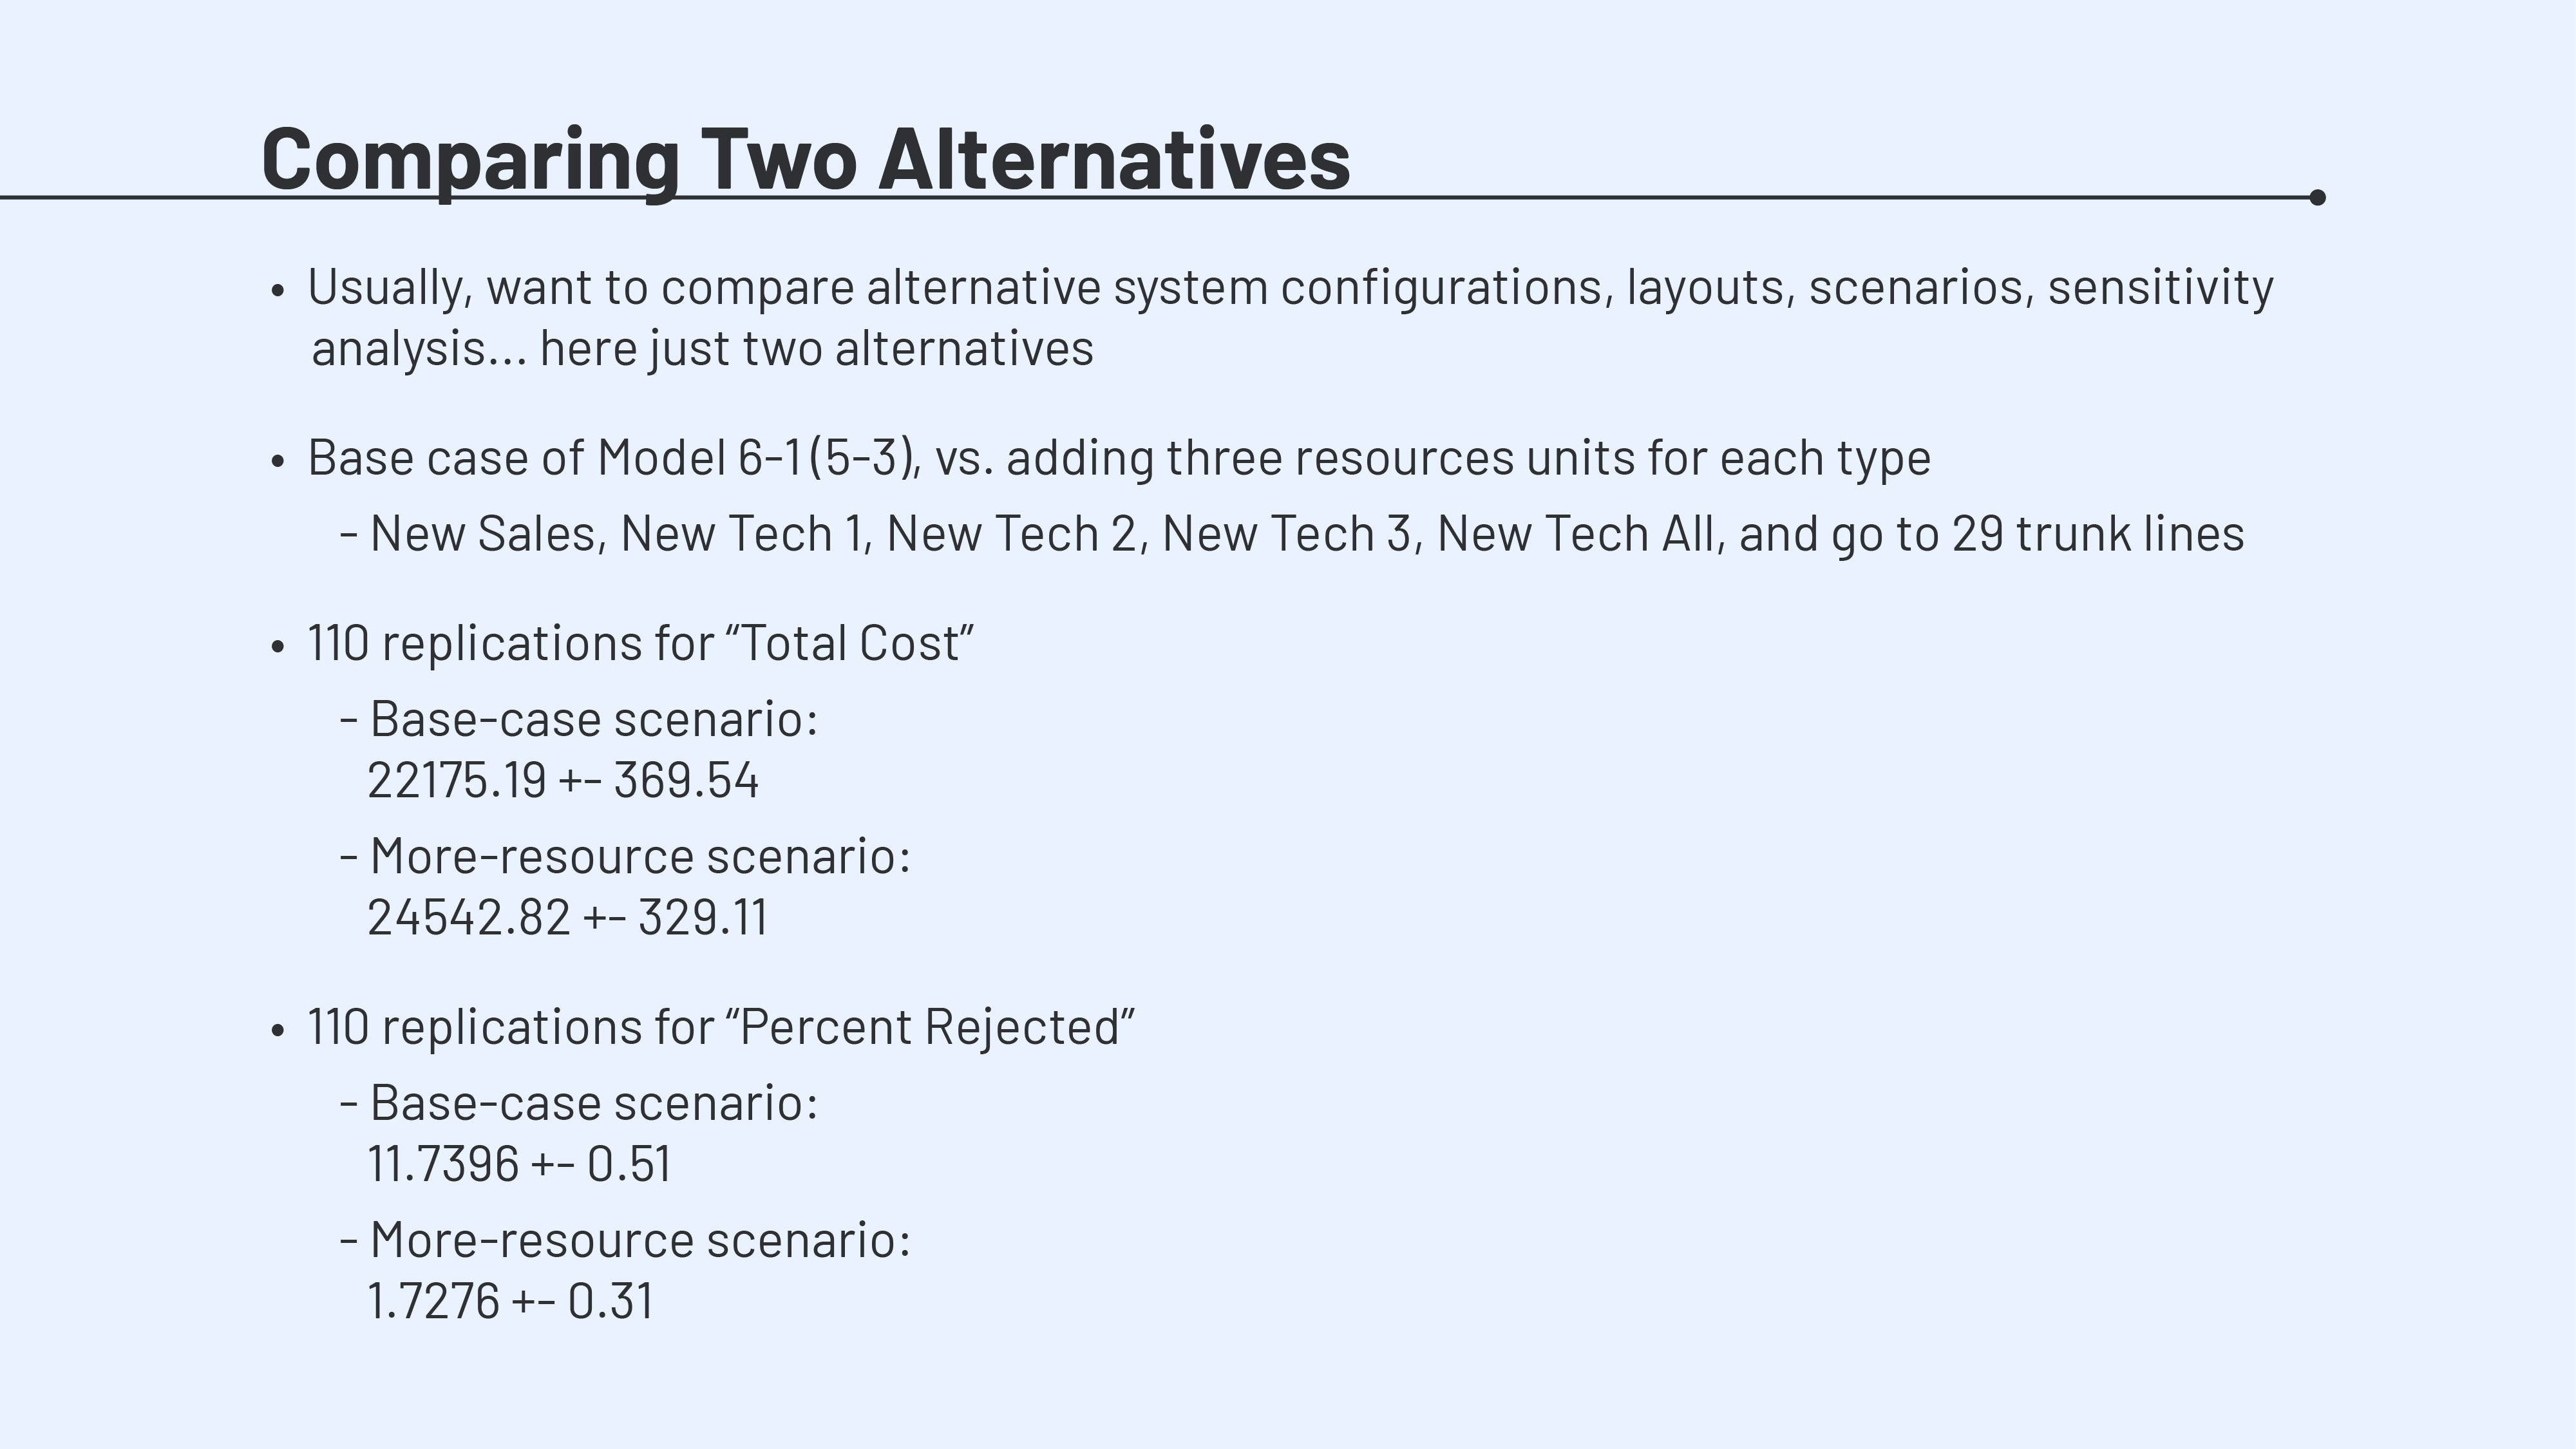 Comparing Two Alternatives
• Usually, want to compare alternative system configurations, layouts, scenarios, sensitivity
analysis... here just two alternatives
• Base case of Model 6-1 (5-3), vs. adding three resources units for each type
- New Sales, New Tech 1, New Tech 2, New Tech 3, New Tech All, and go to 29 trunk lines
• 110 replications for “Total Cost”
- Base-case scenario:
22175.19 +- 369.54
- More-resource scenario:
24542.82 +- 329.11
• 110 replications for “Percent Rejected”
- Base-case scenario:
11.7396 +- 0.51
- More-resource scenario:
1.7276 +- 0.31